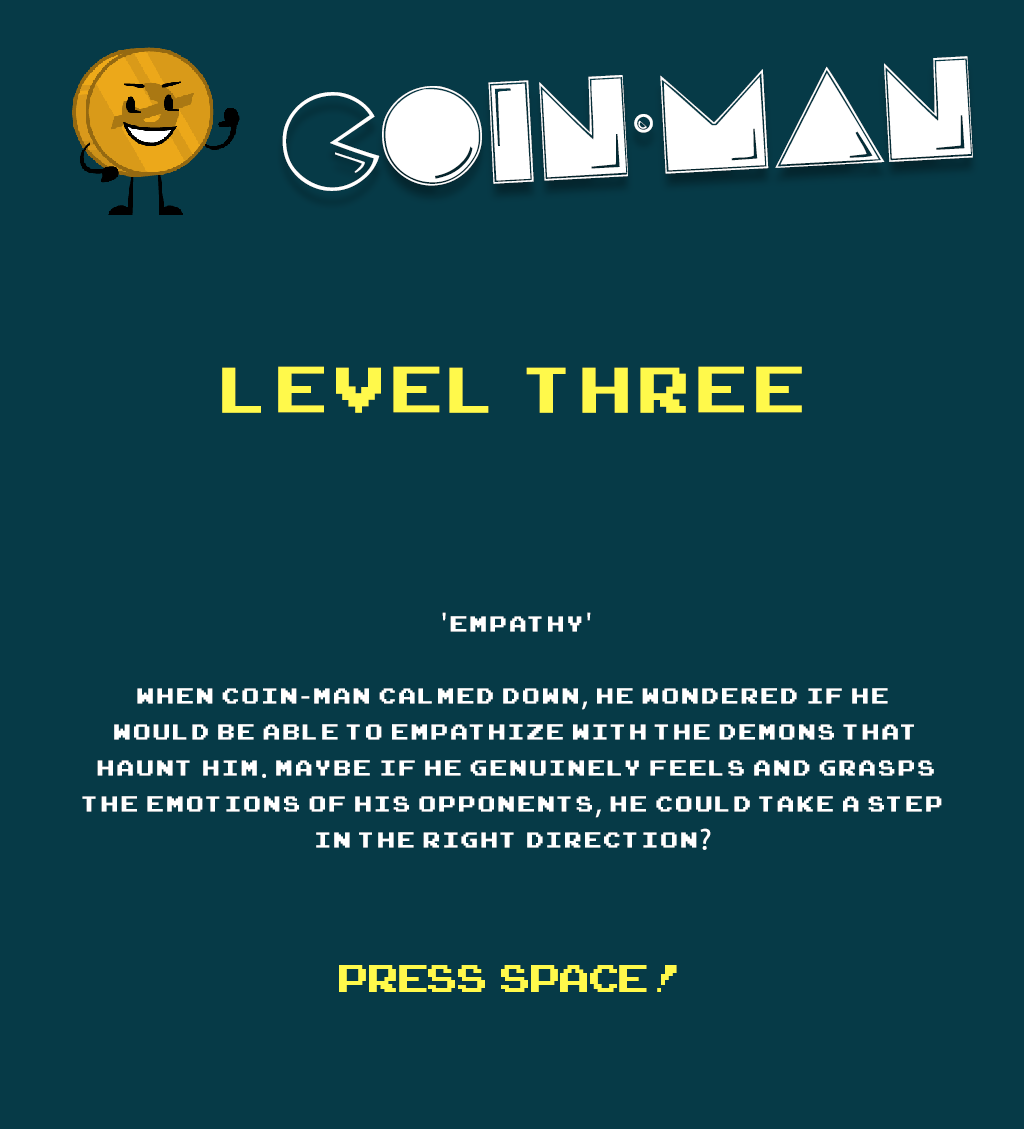 COIN-MAN
LEVEL THREE
'EMPATHY'
WHEN COIN-MAN CALMED DOWN, HE WONDERED IF HE
WOULD BE ABLE TO EMPATHIZE WITH THE DEMONS THAT
HAUNT HIM. MAYBE IF HE GENUINELY FEELS AND GRASPS
THE EMOTIONS OF HIS OPPONENTS, HE COULD TAKE A STEP
IN THE RIGHT DIRECTION?
PRESS SPACE!